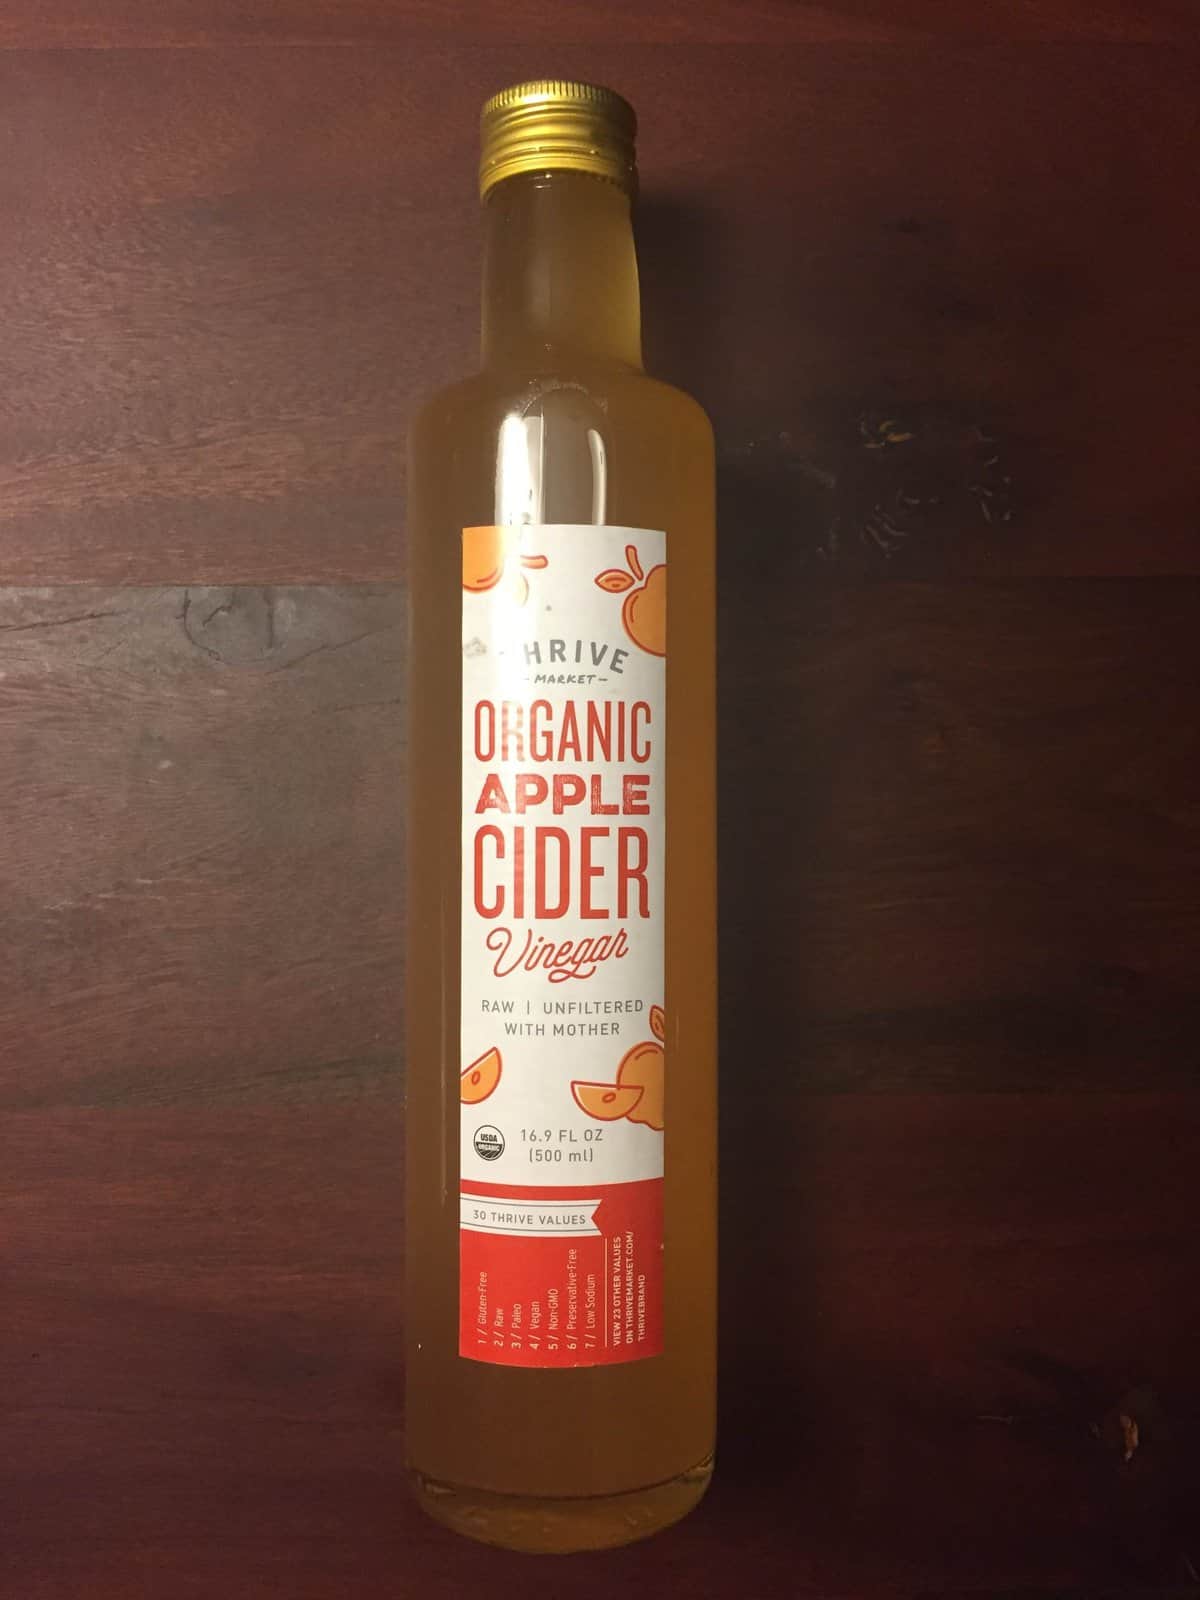 THRIVE
MARKET
ORGANIC
APPLE
CIDER
Vinegar
RAW | UNFILTERED
WITH MOTHER
USDA
ORGANIC
16.9 FL OZ
(500 ml)
30 THRIVE VALUES
1 / Gluten-Free
2 / Raw
3 / Paleo
4 / Vegan
5 / Non-GMO
6 / Preservative-Free
7 / Low Sodium
VIEW 23 OTHER VALUES
ON THRIVEMARKET.COM/
THRIVEBRAND